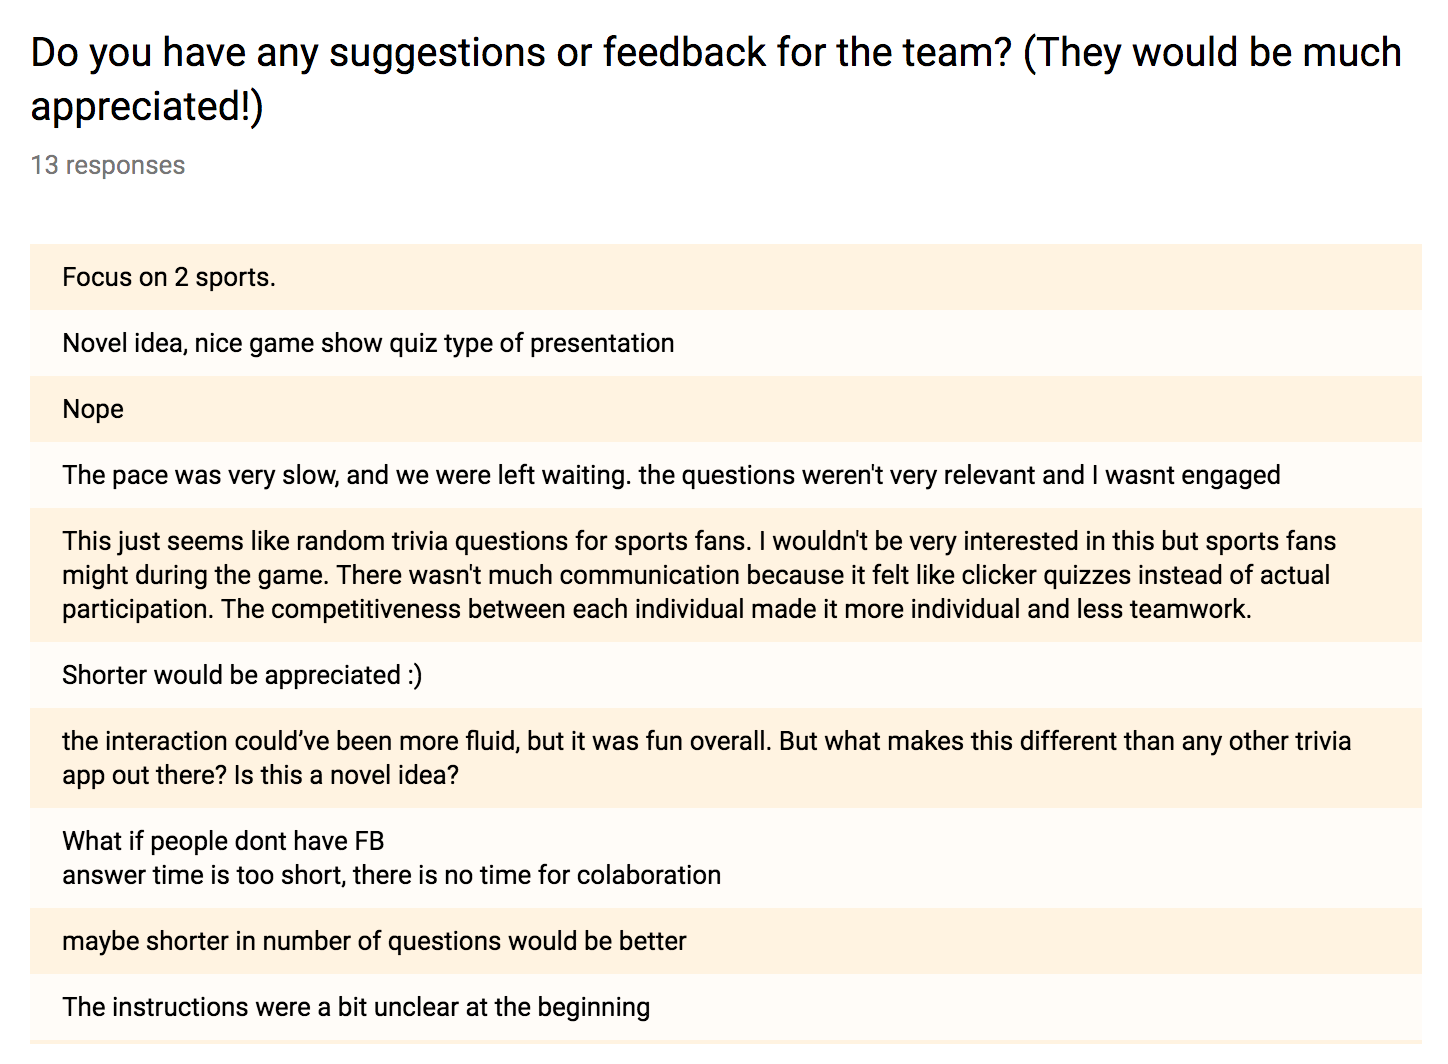 Do you have any suggestions or feedback for the team? (They would be much
appreciated!)
13 responses
Focus on 2 sports.
Novel idea, nice game show quiz type of presentation
Nope
The pace was very slow, and we were left waiting. the questions weren't very relevant and I wasnt engaged
This just seems like random trivia questions for sports fans. I wouldn't be very interested in this but sports fans
might during the game. There wasn't much communication because it felt like clicker quizzes instead of actual
participation. The competitiveness between each individual made it more individual and less teamwork.
Shorter would be appreciated :)
the interaction could’ve been more fluid, but it was fun overall. But what makes this different than any other trivia
app out there? Is this a novel idea?
What if people dont have FB
answer time is too short, there is no time for colaboration
maybe shorter in number of questions would be better
The instructions were a bit unclear at the beginning